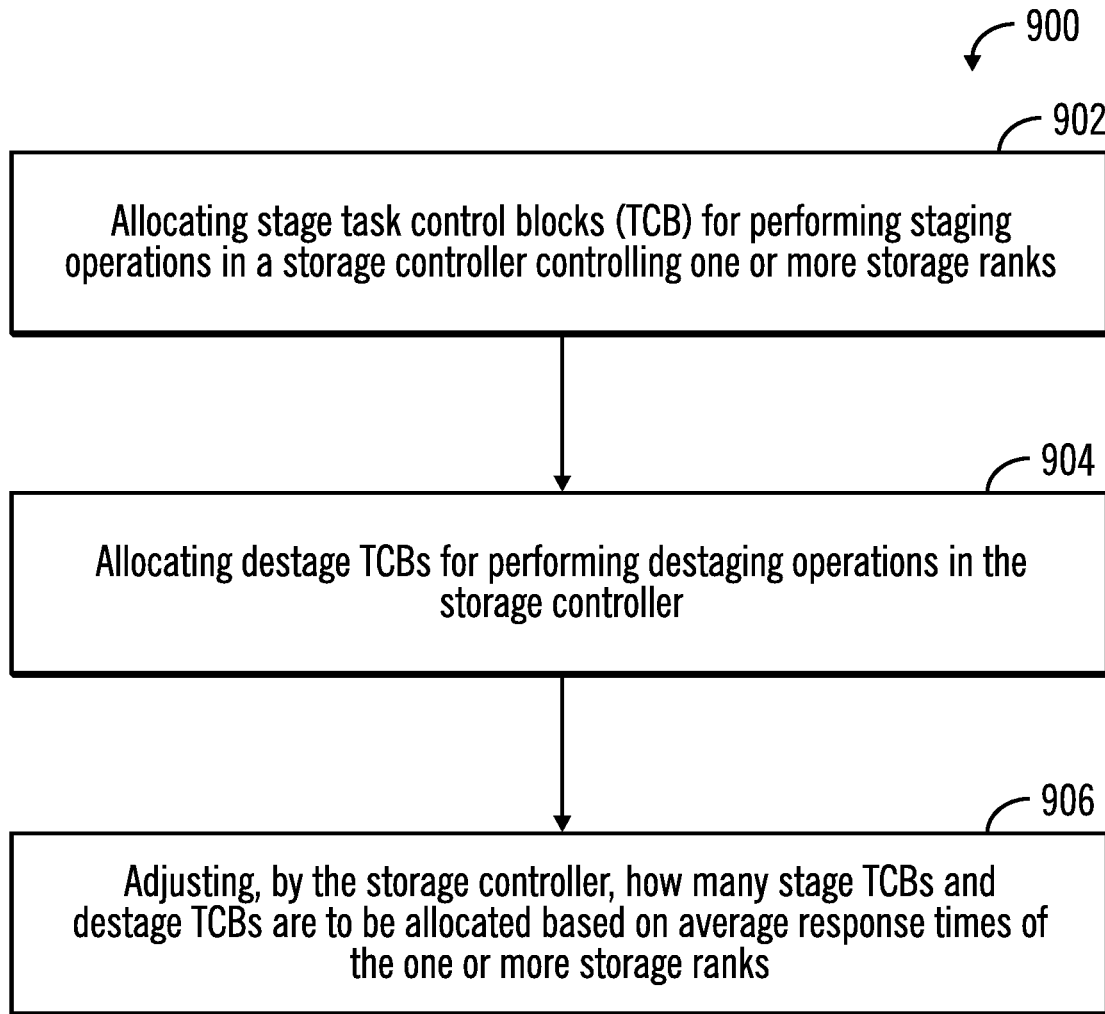 900
902
Allocating stage task control blocks (TCB) for performing staging
operations in a storage controller controlling one or more storage ranks
904
Allocating destage TCBs for performing destaging operations in the
storage controller
906
Adjusting, by the storage controller, how many stage TCBs and
destage TCBs are to be allocated based on average response times of
the one or more storage ranks